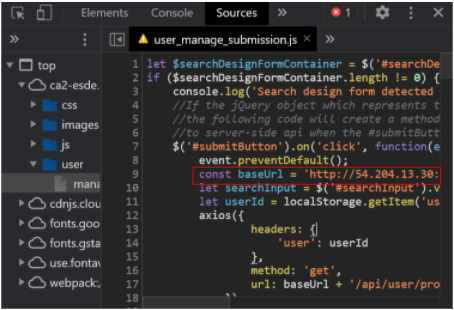 Elements Console Sources » 1
» user_manage_submission.js × »
top
ca2-esde.
css
images
js
user
mana
cdnjs.cloud
fonts.goo
fonts.gsta
use.fontav
webpack:/
1 let $searchDesignFormContainer = $('#searchDe
2 if ($searchDesignFormContainer.length != 0) {
3 console.log('Search design form detected
4 //If the jQuery object which represents t
5 //the following code will create a method
6 //to server-side api when the #submitButt
7 $('#submitButton').on('click', function(e
8 event.preventDefault();
9 const baseUrl = 'http://54.204.13.30:
10 let searchInput = $('#searchInput').v
11 let userId = localStorage.getItem('us
12 axios({
13 headers: {
14 'user': userId
15 },
16 method: 'get',
17 url: baseUrl + '/api/user/pro
18 })